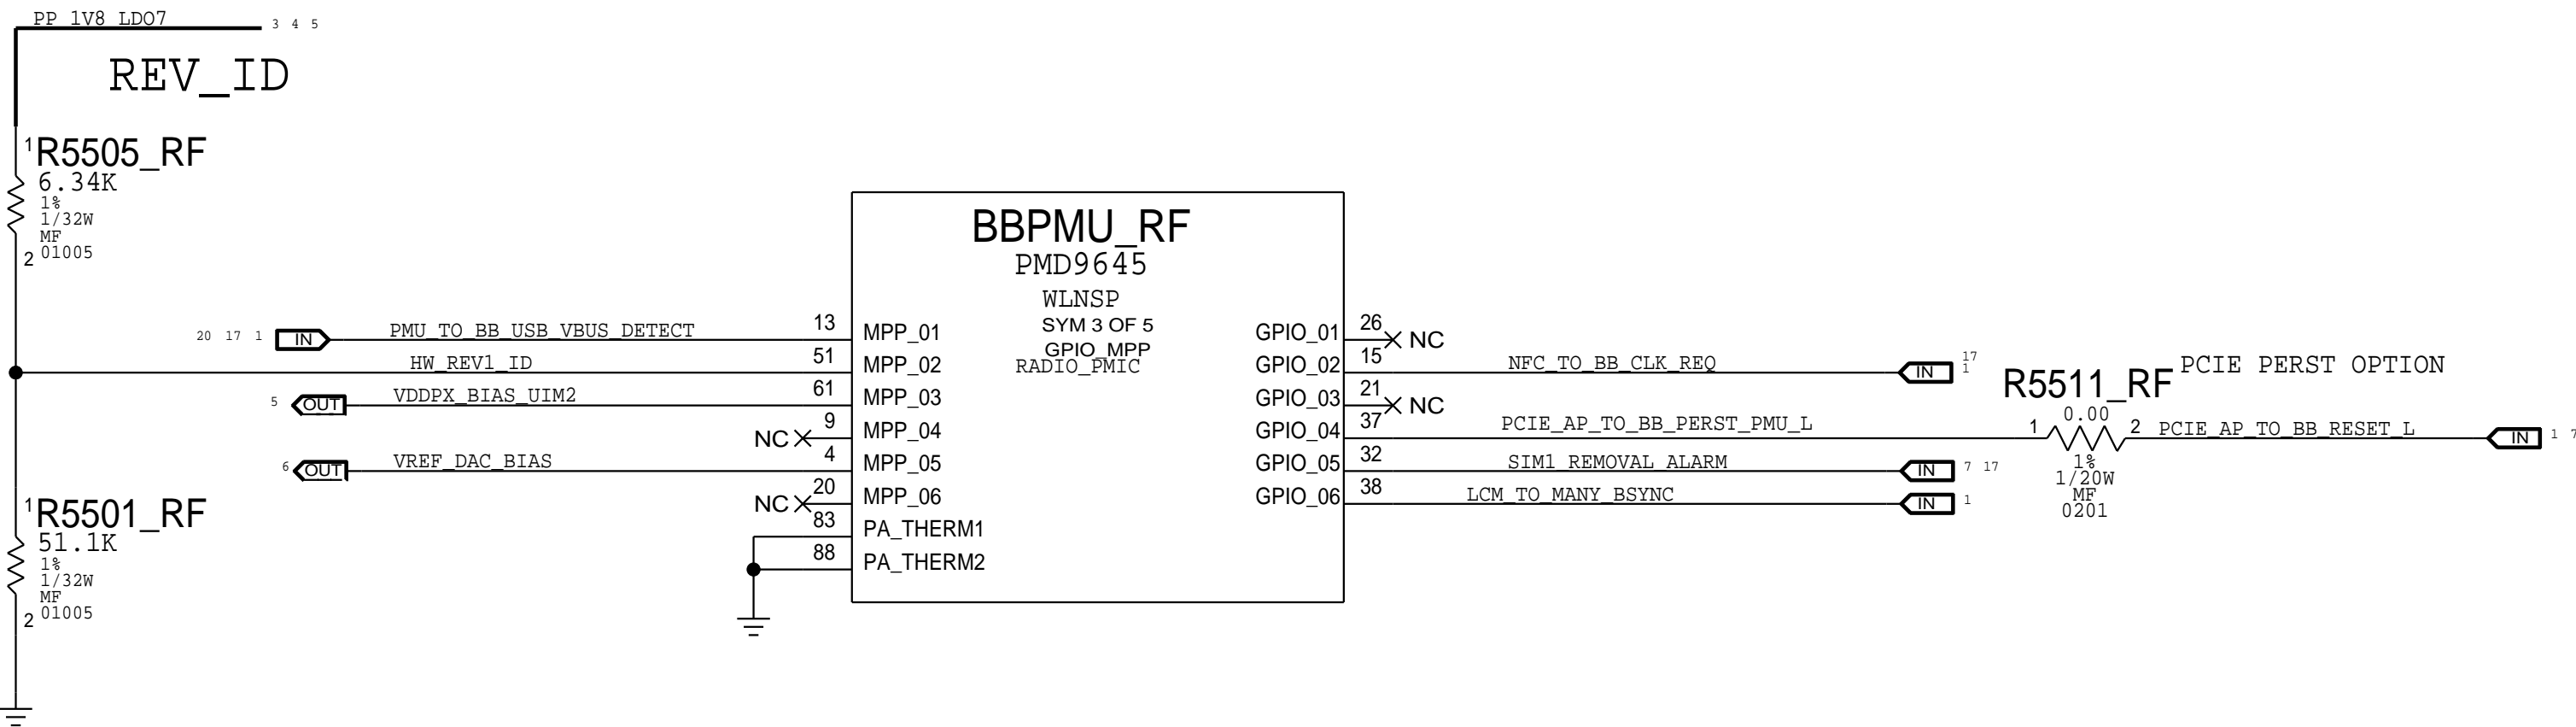 PP_1V8_LDO7
3 4 5
REV_ID
1
R5505_RF
6.34K
1%
1/32W
MF
01005
2
BBPMU_RF
PMD9645
WLNSP
SYM 3 OF 5
GPIO_MPP
RADIO_PMIC
20 17 1 IN PMU_TO_BB_USB_VBUS_DETECT 13 MPP_01
HW_REV1_ID 51 MPP_02
5 OUT VDDPX_BIAS_UIM2 61 MPP_03
NC 9 MPP_04
6 OUT VREF_DAC_BIAS 4 MPP_05
NC 20 MPP_06
83 PA_THERM1
88 PA_THERM2
GPIO_01 26 NC
GPIO_02 15 NFC_TO_BB_CLK_REQ IN 17
1
GPIO_03 21 NC
GPIO_04 37 PCIE_AP_TO_BB_PERST_PMU_L
GPIO_05 32 SIM1_REMOVAL_ALARM IN 7 17
GPIO_06 38 LCM_TO_MANY_BSYNC IN 1
PCIE PERST OPTION
R5511_RF
0.00
1 2 PCIE_AP_TO_BB_RESET_L IN 1 7
1%
1/20W
MF
0201
1
R5501_RF
51.1K
1%
1/32W
MF
01005
2